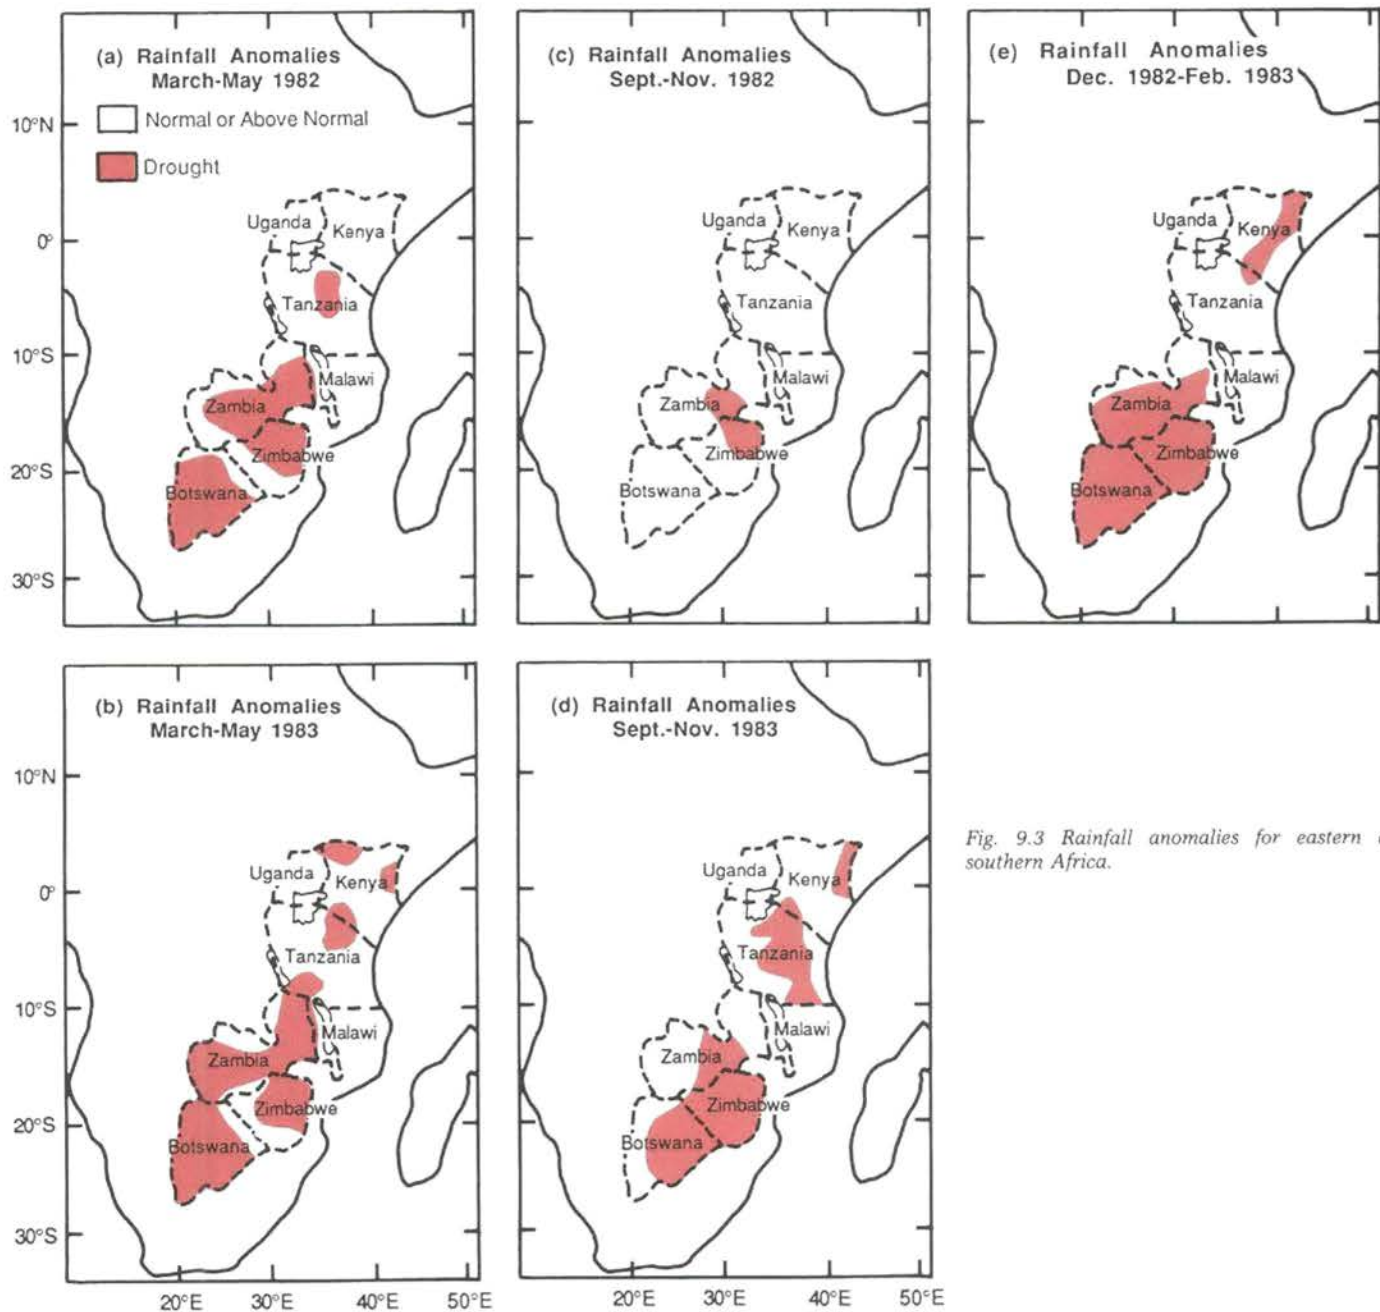 (a) Rainfall Anomalies
March-May 1982
Normal or Above Normal
Drought
10°N
0°
10°S
20°S
30°S
Uganda
Kenya
Tanzania
Malawi
Zambia
Zimbabwe
Botswana
(c) Rainfall Anomalies
Sept.-Nov. 1982
Uganda
Kenya
Tanzania
Malawi
Zambia
Zimbabwe
Botswana
(e) Rainfall Anomalies
Dec. 1982-Feb. 1983
Uganda
Kenya
Tanzania
Malawi
Zambia
Zimbabwe
Botswana
(b) Rainfall Anomalies
March-May 1983
10°N
0°
10°S
20°S
30°S
Uganda
Kenya
Tanzania
Malawi
Zambia
Zimbabwe
Botswana
20°E 30°E 40°E 50°E
(d) Rainfall Anomalies
Sept.-Nov. 1983
Uganda
Kenya
Tanzania
Malawi
Zambia
Zimbabwe
Botswana
20°E 30°E 40°E 50°E
Fig. 9.3 Rainfall anomalies for eastern
southern Africa.